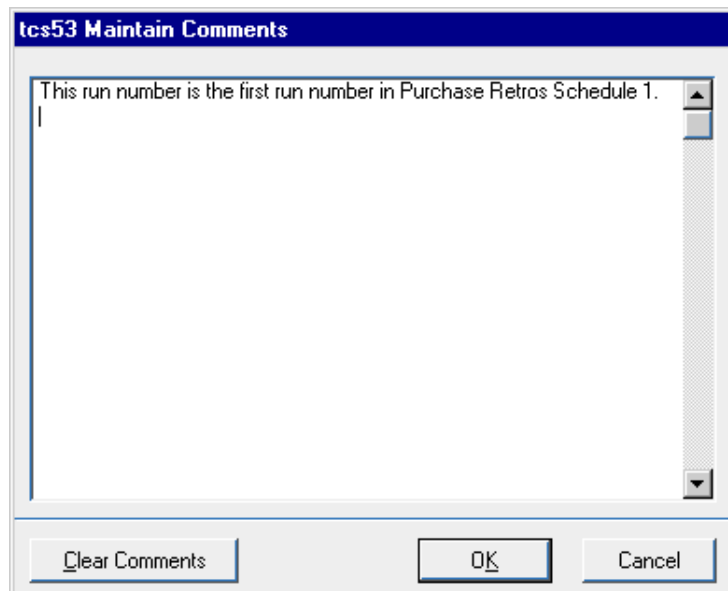 tcs53 Maintain Comments
This run number is the first run number in Purchase Retros Schedule 1.
Clear Comments
OK
Cancel